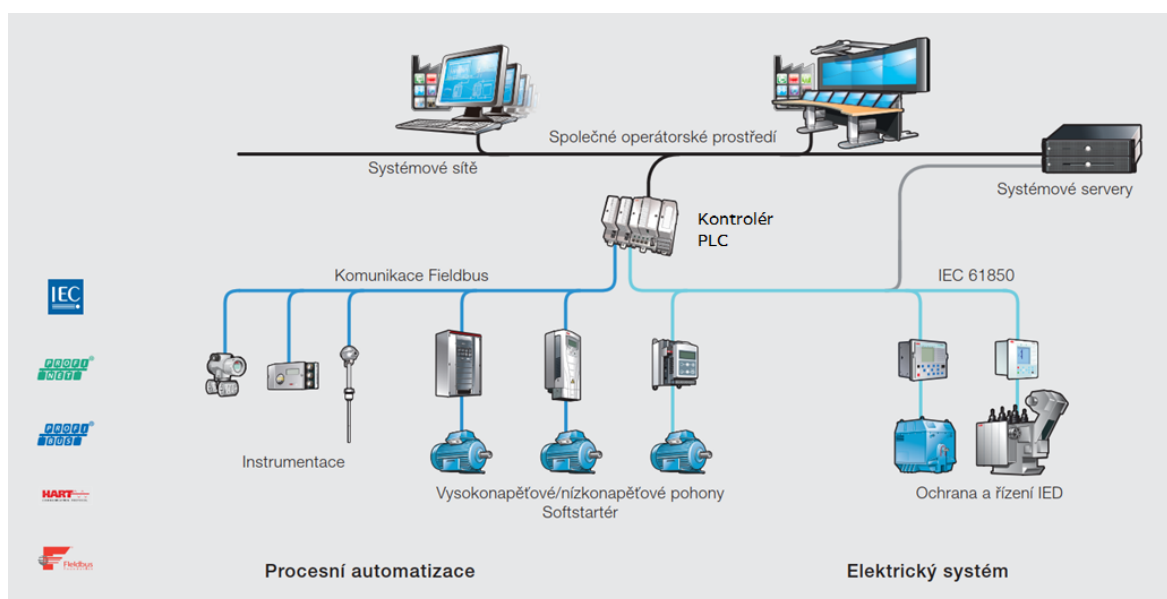 Společné operátorské prostředí
Systémové sítě
Systémové servery
Kontrolér
PLC
Komunikace Fieldbus
IEC 61850
IEC
PROFI
NET
PROFI
BUS
HART
Fieldbus
Instrumentace
Vysokonapěťové/nízkonapěťové pohony
Softstartér
Ochrana a řízení IED
Procesní automatizace
Elektrický systém